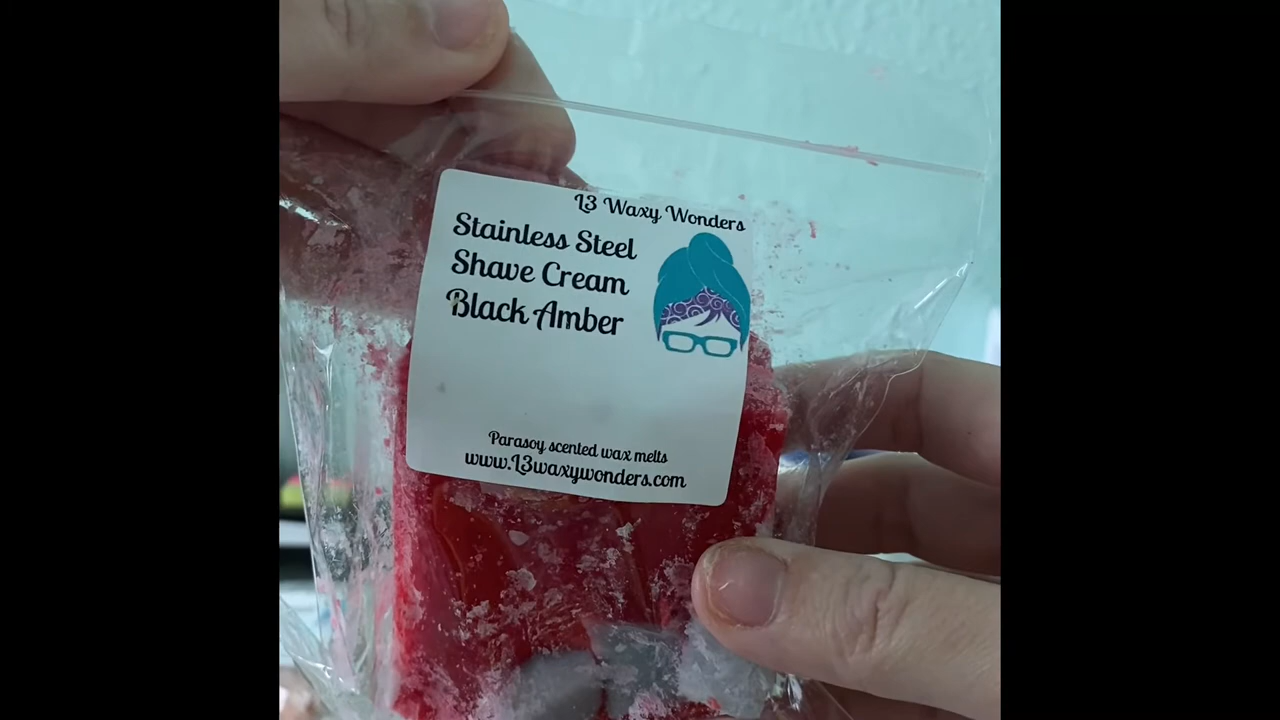 L3 Waxy Wonders
Stainless Steel
Shave Cream
Black Amber
Parasoy scented wax melts
www.L3waxywonders.com